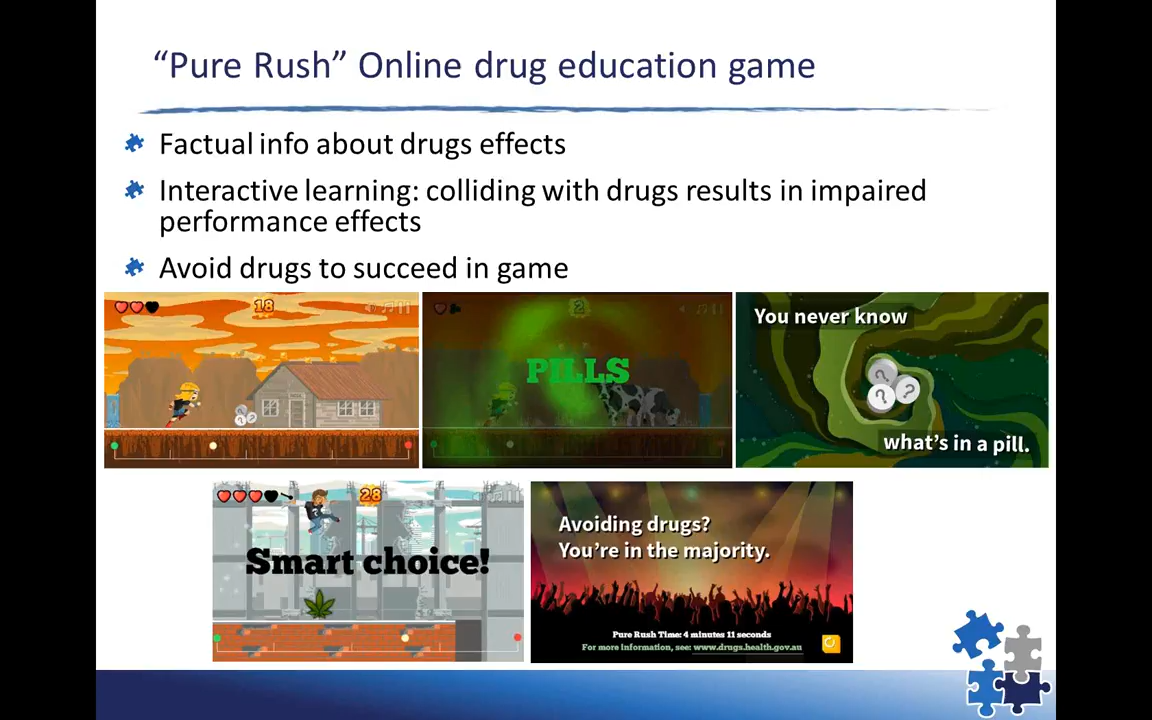 “Pure Rush” Online drug education game
Factual info about drugs effects
Interactive learning: colliding with drugs results in impaired
performance effects
Avoid drugs to succeed in game
18
2
PILLS
You never know
? ? ?
what's in a pill.
28
Smart choice!
Avoiding drugs?
You're in the majority.
Pure Rush Time: 4 minutes 11 seconds
For more information, see: www.drugs.health.gov.au